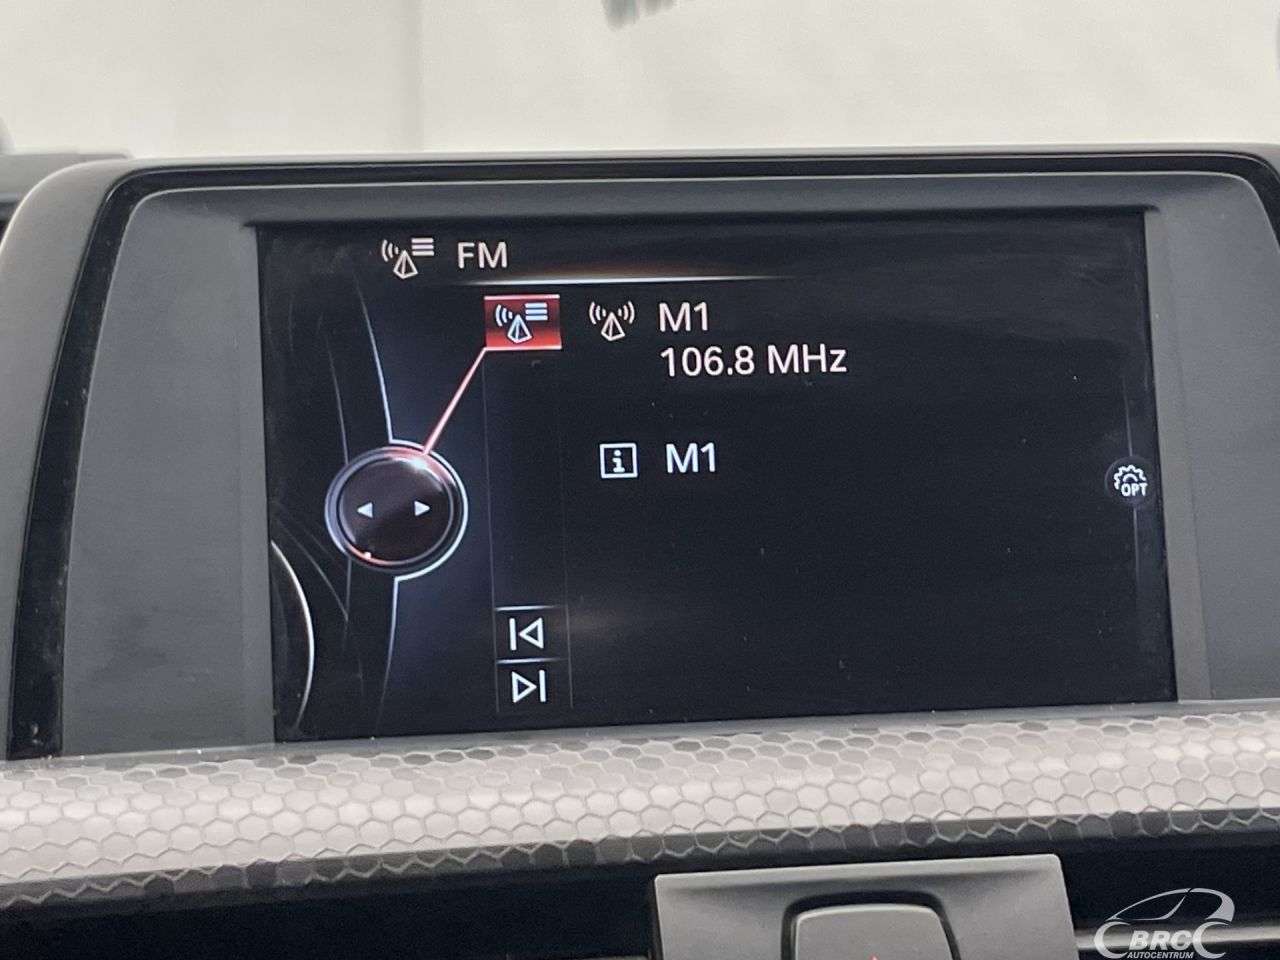 FM
M1
106.8 MHz
M1
OPT
BRC
AUTOCENTRUM